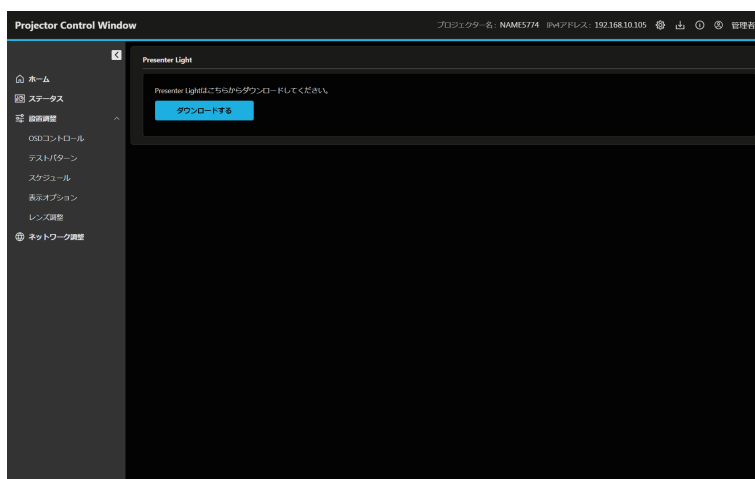 Projector Control Window
プロジェクター名: NAME5774 IPv4アドレス: 192.168.10.105 管理者
Presenter Light
Presenter Lightはこちらからダウンロードしてください。
ダウンロードする
ホーム
ステータス
設置調整
OSDコントロール
テストパターン
スケジュール
表示オプション
レンズ調整
ネットワーク調整